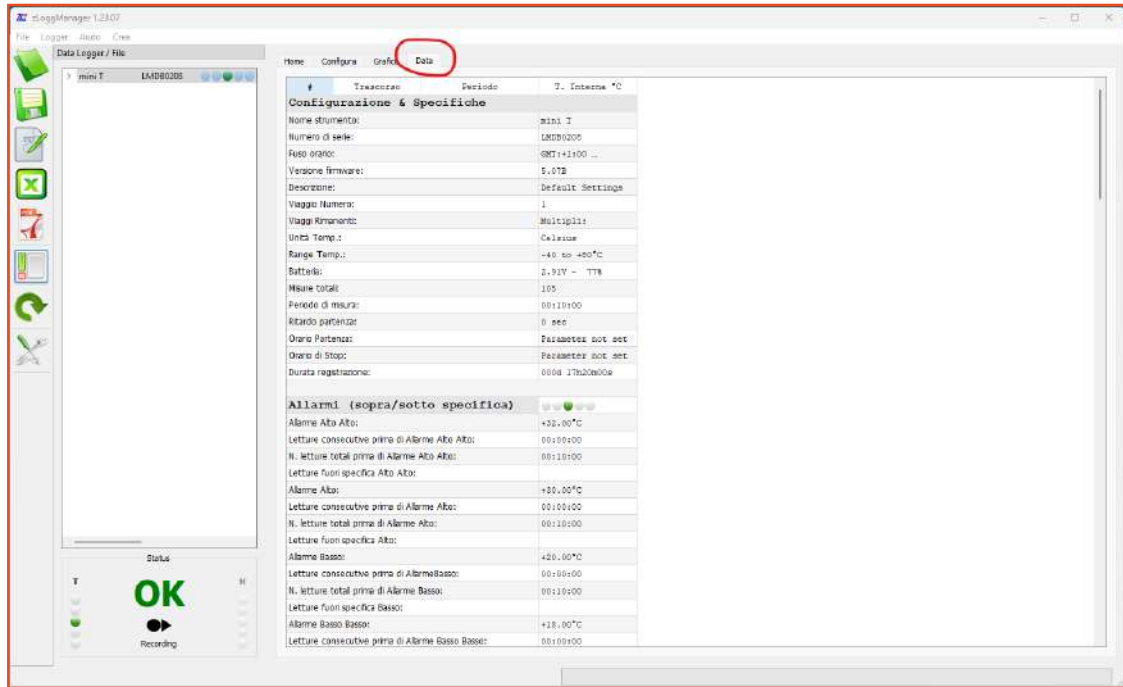 zLoggManager 1.23.07
File Logger Aiuto Crea
Data Logger / File
mini T LMDB0205
Home Configura Grafico Data
# Trascorso Periodo T. Interna °C
Configurazione & Specifiche
Nome strumento: mini T
Numero di serie: LMDB0205
Fuso orario: GMT:+1:00 ...
Versione firmware: 5.07B
Descrizione: Default Settings
Viaggio Numero: 1
Viaggi Rimanenti: Multipli:
Unità Temp.: Celsius
Range Temp.: -40 to +80°C
Batteria: 2.91V - 77%
Misure totali: 105
Periodo di misura: 00:10:00
Ritardo partenza: 0 sec
Orario Partenza: Parameter not set
Orario di Stop: Parameter not set
Durata registrazione: 000d 17h20m00s
Allarmi (sopra/sotto specifica)
Allarme Alto Alto: +32.00°C
Letture consecutive prima di Allarme Alto Alto: 00:00:00
N. letture totali prima di Allarme Alto Alto: 00:10:00
Letture fuori specifica Alto Alto:
Allarme Alto: +30.00°C
Letture consecutive prima di Allarme Alto: 00:00:00
N. letture totali prima di Allarme Alto: 00:10:00
Letture fuori specifica Alto:
Allarme Basso: +20.00°C
Letture consecutive prima di AllarmeBasso: 00:00:00
N. letture totali prima di Allarme Basso: 00:10:00
Letture fuori specifica Basso:
Allarme Basso Basso: +18.00°C
Letture consecutive prima di Allarme Basso Basso: 00:00:00
Status
T H
OK
Recording